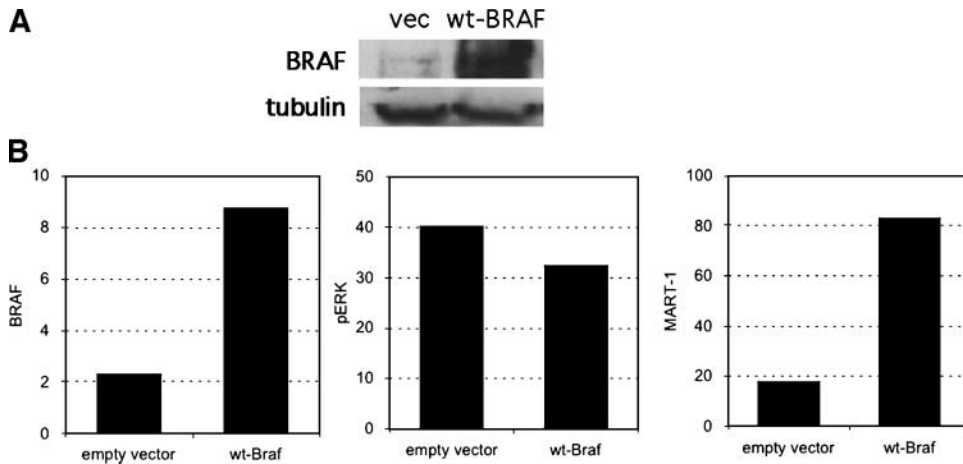 A
vec wt-BRAF
BRAF
tubulin
B
10
8
6
4
2
0
BRAF
empty vector wt-Braf
50
40
30
20
10
0
pERK
empty vector wt-Braf
100
80
60
40
20
0
MART-1
empty vector wt-Braf